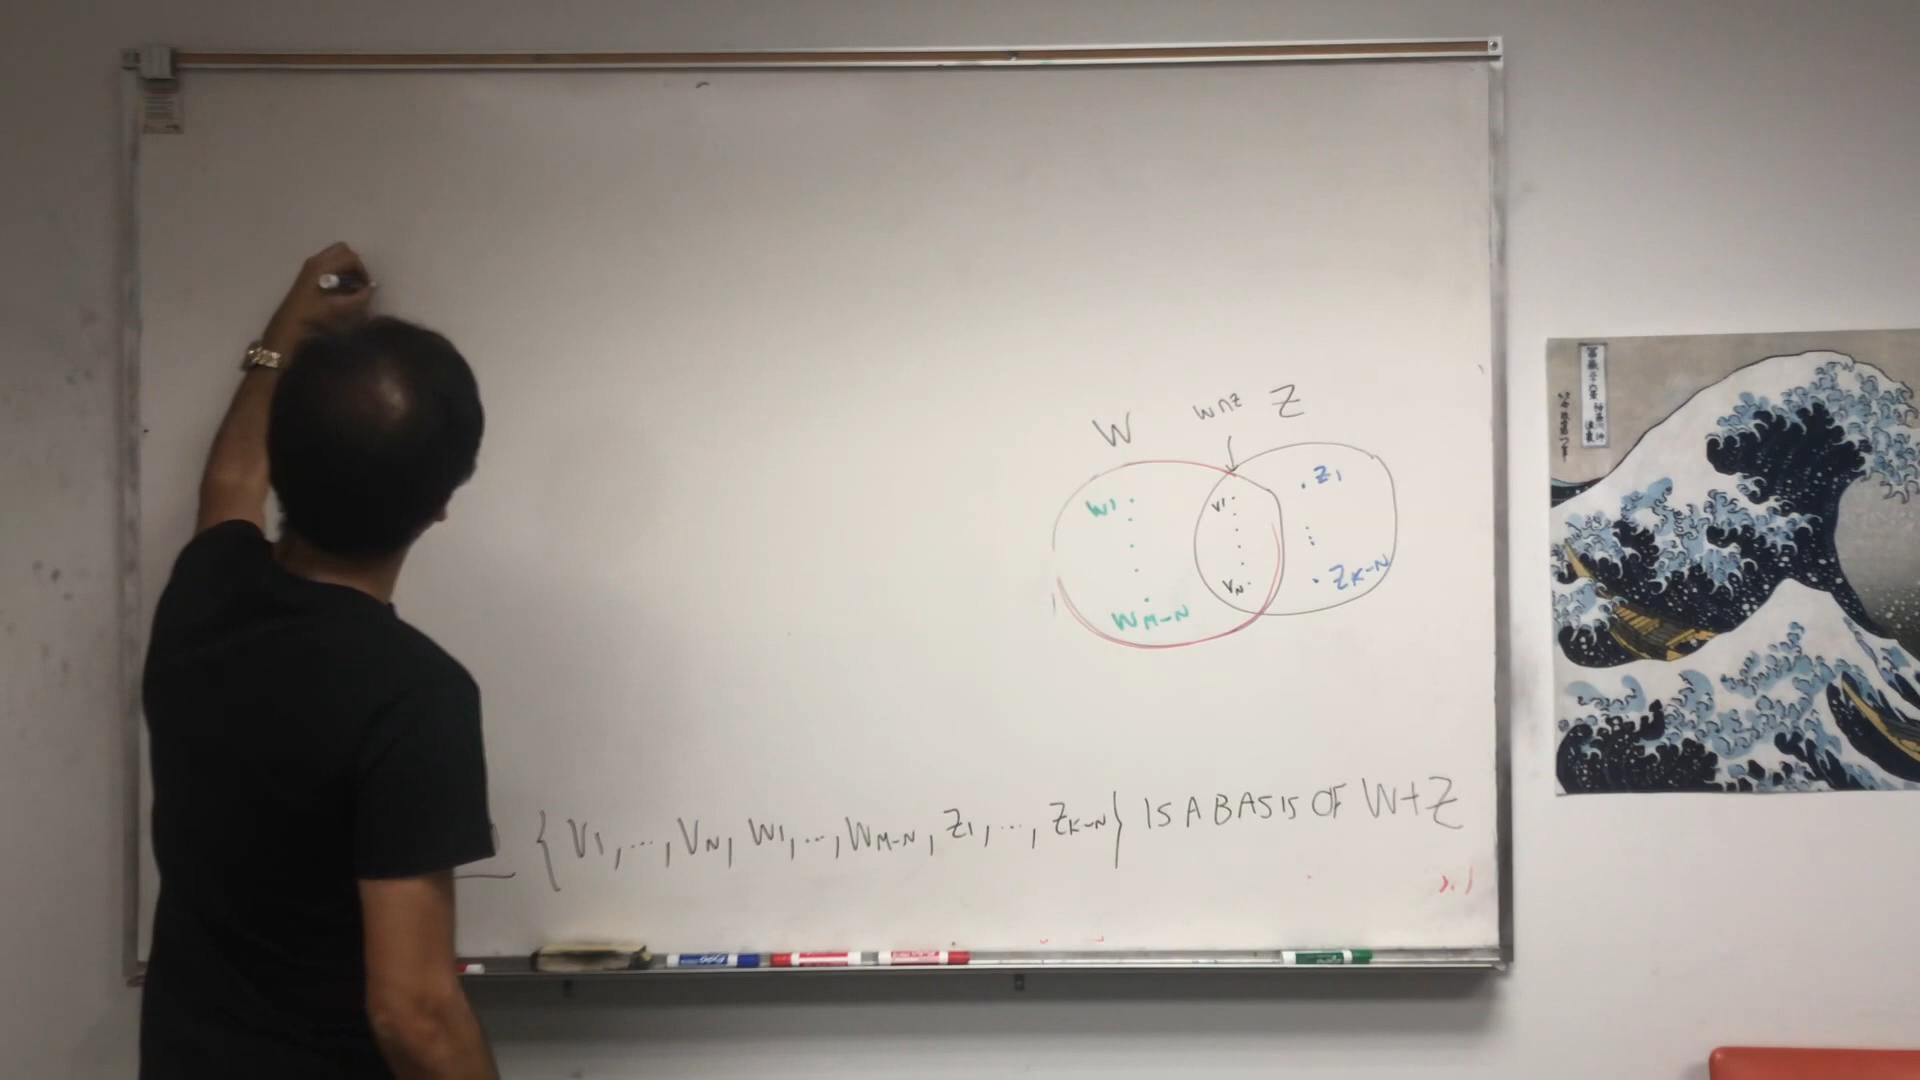 W
W∩Z
Z
W1
V1
Z1
VN
ZK-N
WM-N
{V1,...,VN,W1,...,WM-N,Z1,...,ZK-N} IS A BASIS OF W+Z